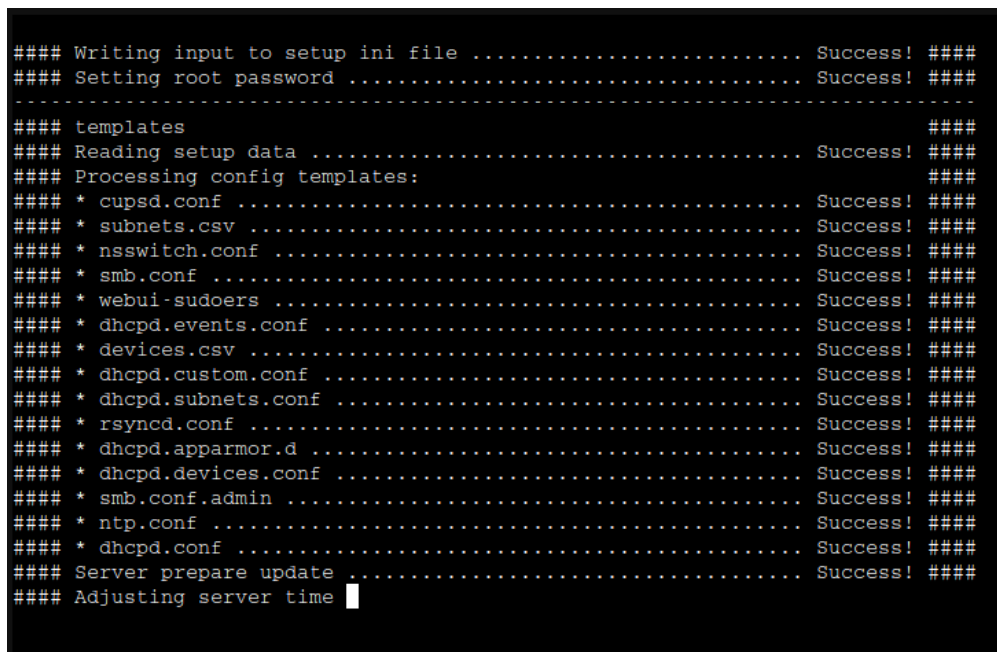 #### Writing input to setup ini file ........................... Success! ####
#### Setting root password ..................................... Success! ####
------------------------------------------------------------------------------
#### templates                                                            ####
#### Reading setup data ........................................ Success! ####
#### Processing config templates:                                         ####
#### * cupsd.conf .............................................. Success! ####
#### * subnets.csv ............................................. Success! ####
#### * nsswitch.conf ........................................... Success! ####
#### * smb.conf ................................................ Success! ####
#### * webui-sudoers ........................................... Success! ####
#### * dhcpd.events.conf ....................................... Success! ####
#### * devices.csv ............................................. Success! ####
#### * dhcpd.custom.conf ....................................... Success! ####
#### * dhcpd.subnets.conf ...................................... Success! ####
#### * rsyncd.conf ............................................. Success! ####
#### * dhcpd.apparmor.d ........................................ Success! ####
#### * dhcpd.devices.conf ...................................... Success! ####
#### * smb.conf.admin .......................................... Success! ####
#### * ntp.conf ................................................ Success! ####
#### * dhcpd.conf .............................................. Success! ####
#### Server prepare update ..................................... Success! ####
#### Adjusting server time